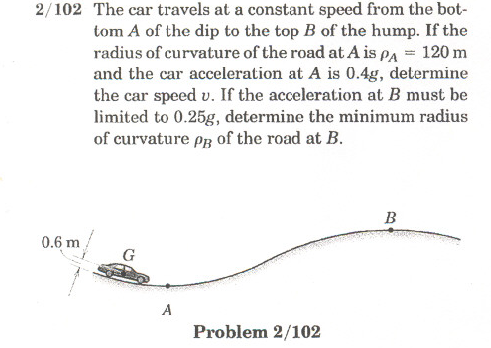 2/102 The car travels at a constant speed from the bot-
tom A of the dip to the top B of the hump. If the
radius of curvature of the road at A is ρA = 120 m
and the car acceleration at A is 0.4g, determine
the car speed v. If the acceleration at B must be
limited to 0.25g, determine the minimum radius
of curvature ρB of the road at B.
B
0.6 m
G
A
Problem 2/102